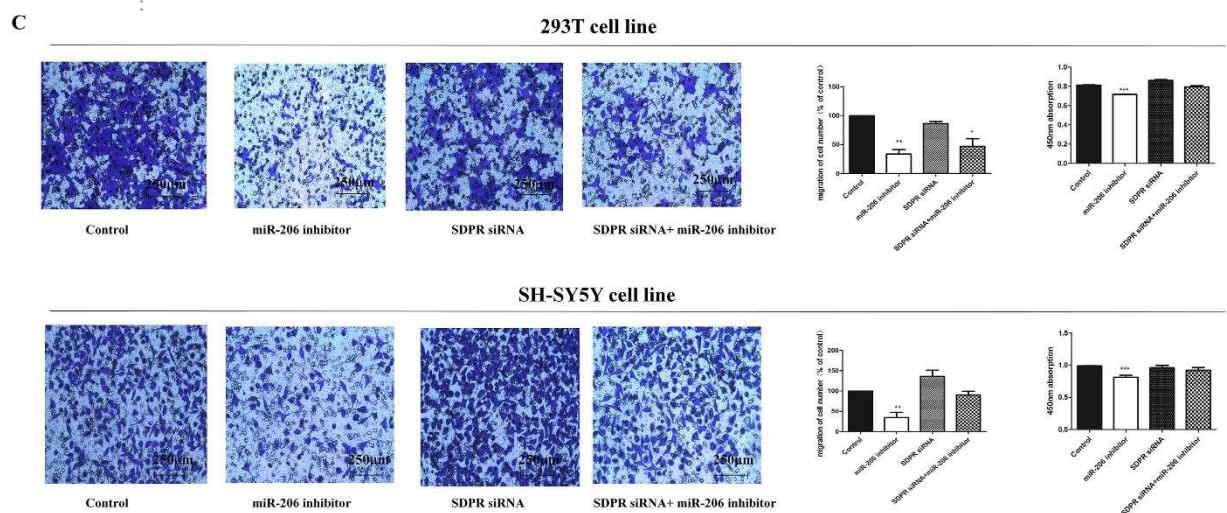 C
293T cell line
250μm
250μm
250μm
250μm
Control
miR-206 inhibitor
SDPR siRNA
SDPR siRNA+ miR-206 inhibitor
migration of cell number (% of control)
150
100
50
0
**
*
Control
miR-206 inhibitor
SDPR siRNA
SDPR siRNA+miR-206 inhibitor
450nm absorption
1.0
0.8
0.6
0.4
0.2
0.0
***
Control
miR-206 inhibitor
SDPR siRNA
SDPR siRNA+miR-206 inhibitor
SH-SY5Y cell line
250μm
250μm
250μm
250μm
Control
miR-206 inhibitor
SDPR siRNA
SDPR siRNA+ miR-206 inhibitor
migration of cell number (% of control)
200
150
100
50
0
**
Control
miR-206 inhibitor
SDPR siRNA
SDPR siRNA+miR-206 inhibitor
450nm absorption
1.5
1.0
0.5
0.0
***
Control
miR-206 inhibitor
SDPR siRNA
SDPR siRNA+miR-206 inhibitor